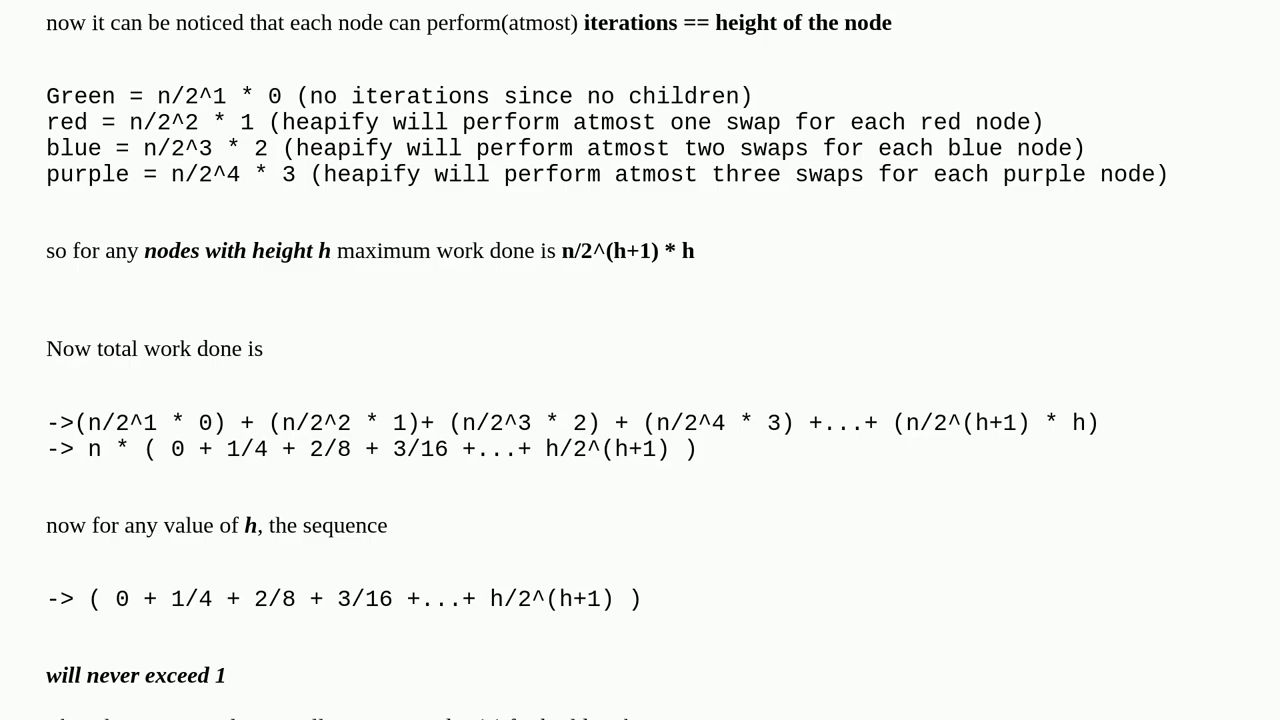 now it can be noticed that each node can perform(atmost) iterations == height of the node
Green = n/2^1 * 0 (no iterations since no children)
red = n/2^2 * 1 (heapify will perform atmost one swap for each red node)
blue = n/2^3 * 2 (heapify will perform atmost two swaps for each blue node)
purple = n/2^4 * 3 (heapify will perform atmost three swaps for each purple node)
so for any nodes with height h maximum work done is n/2^(h+1) * h
Now total work done is
->(n/2^1 * 0) + (n/2^2 * 1)+ (n/2^3 * 2) + (n/2^4 * 3) +...+ (n/2^(h+1) * h)
-> n * ( 0 + 1/4 + 2/8 + 3/16 +...+ h/2^(h+1) )
now for any value of h, the sequence
-> ( 0 + 1/4 + 2/8 + 3/16 +...+ h/2^(h+1) )
will never exceed 1